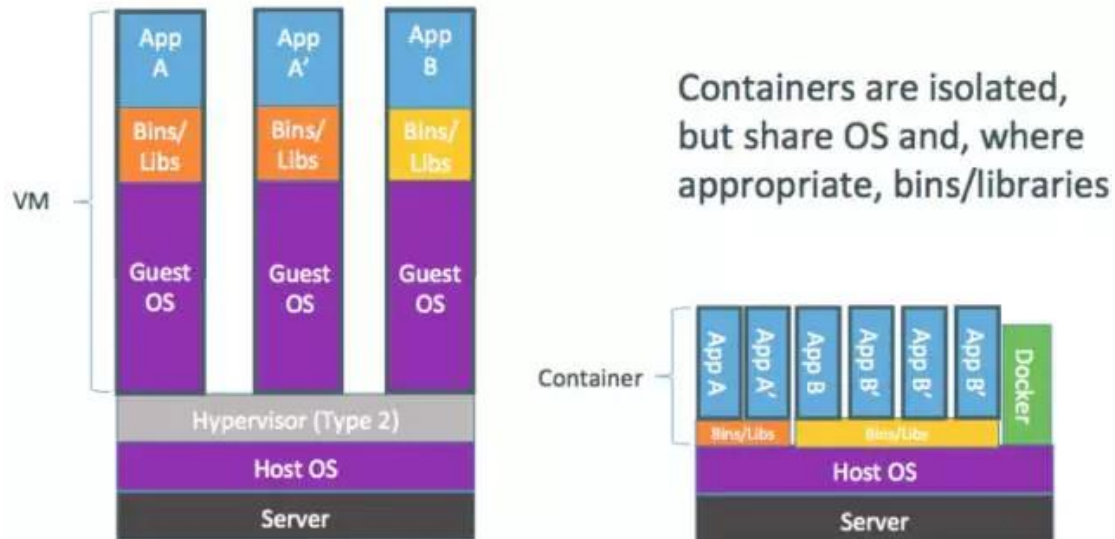 VM
App
A
Bins/
Libs
Guest
OS
App
A'
Bins/
Libs
Guest
OS
App
B
Bins/
Libs
Guest
OS
Hypervisor (Type 2)
Host OS
Server
Containers are isolated,
but share OS and, where
appropriate, bins/libraries
Container
App A
App A'
App B
App B'
App B'
App B'
Docker
Bins/Libs
Bins/Libs
Host OS
Server